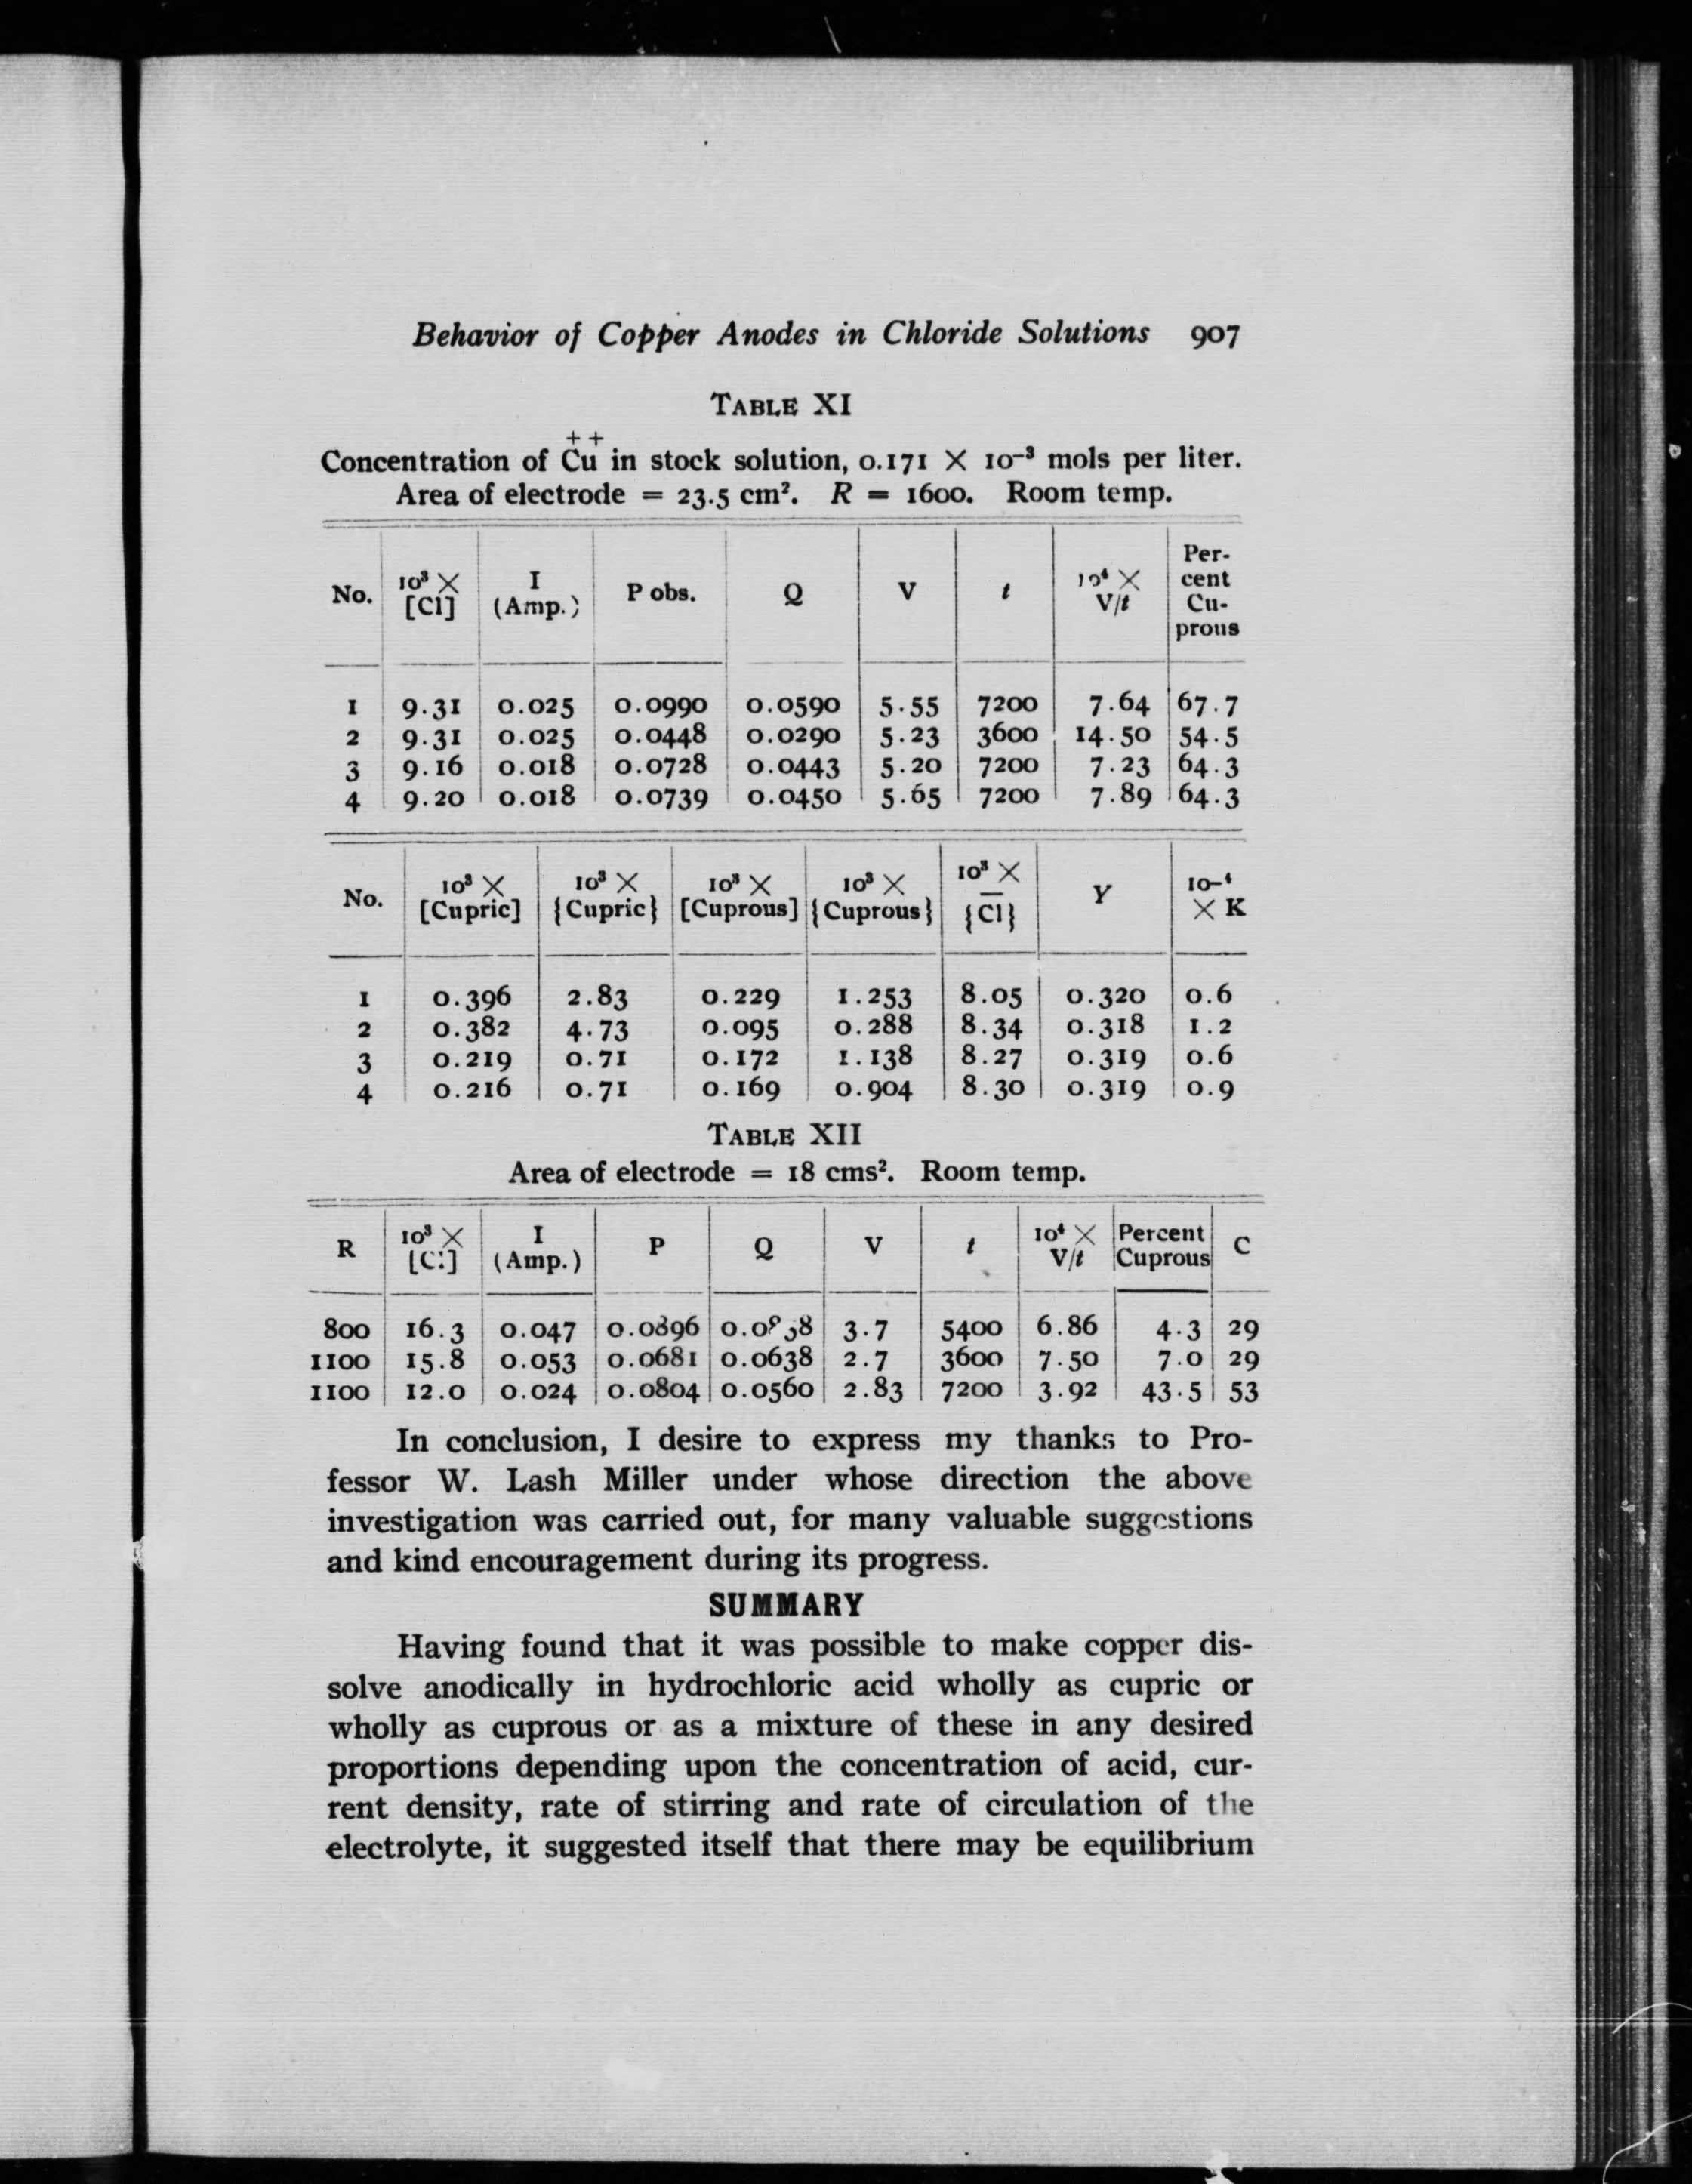 Behavior of Copper Anodes in Chloride Solutions 907
TABLE XI
Concentration of C̈u⁺⁺ in stock solution, 0.171 × 10⁻³ mols per liter.
Area of electrode = 23.5 cm². R = 1600. Room temp.
No. | 10³ × [Cl] | I (Amp.) | P obs. | Q | V | t | 10⁴ × V/t | Per-cent Cu-prous
1 | 9.31 | 0.025 | 0.0990 | 0.0590 | 5.55 | 7200 | 7.64 | 67.7
2 | 9.31 | 0.025 | 0.0448 | 0.0290 | 5.23 | 3600 | 14.50 | 54.5
3 | 9.16 | 0.018 | 0.0728 | 0.0443 | 5.20 | 7200 | 7.23 | 64.3
4 | 9.20 | 0.018 | 0.0739 | 0.0450 | 5.65 | 7200 | 7.89 | 64.3
No. | 10³ × [Cupric] | 10³ × {Cupric} | 10³ × [Cuprous] | 10³ × {Cuprous} | 10³ × {C̅l̅} | Y | 10⁻⁴ × K
1 | 0.396 | 2.83 | 0.229 | 1.253 | 8.05 | 0.320 | 0.6
2 | 0.382 | 4.73 | 0.095 | 0.288 | 8.34 | 0.318 | 1.2
3 | 0.219 | 0.71 | 0.172 | 1.138 | 8.27 | 0.319 | 0.6
4 | 0.216 | 0.71 | 0.169 | 0.904 | 8.30 | 0.319 | 0.9
TABLE XII
Area of electrode = 18 cms². Room temp.
R | 10³ × [Cl] | I (Amp.) | P | Q | V | t | 10⁴ × V/t | Percent Cuprous | C
800 | 16.3 | 0.047 | 0.0896 | | 3.7 | 5400 | 6.86 | 4.3 | 29
1100 | 15.8 | 0.053 | 0.0681 | 0.0638 | 2.7 | 3600 | 7.50 | 7.0 | 29
1100 | 12.0 | 0.024 | 0.0804 | 0.0560 | 2.83 | 7200 | 3.92 | 43.5 | 53
In conclusion, I desire to express my thanks to Pro-
fessor W. Lash Miller under whose direction the above
investigation was carried out, for many valuable suggestions
and kind encouragement during its progress.
SUMMARY
Having found that it was possible to make copper dis-
solve anodically in hydrochloric acid wholly as cupric or
wholly as cuprous or as a mixture of these in any desired
proportions depending upon the concentration of acid, cur-
rent density, rate of stirring and rate of circulation of the
electrolyte, it suggested itself that there may be equilibrium